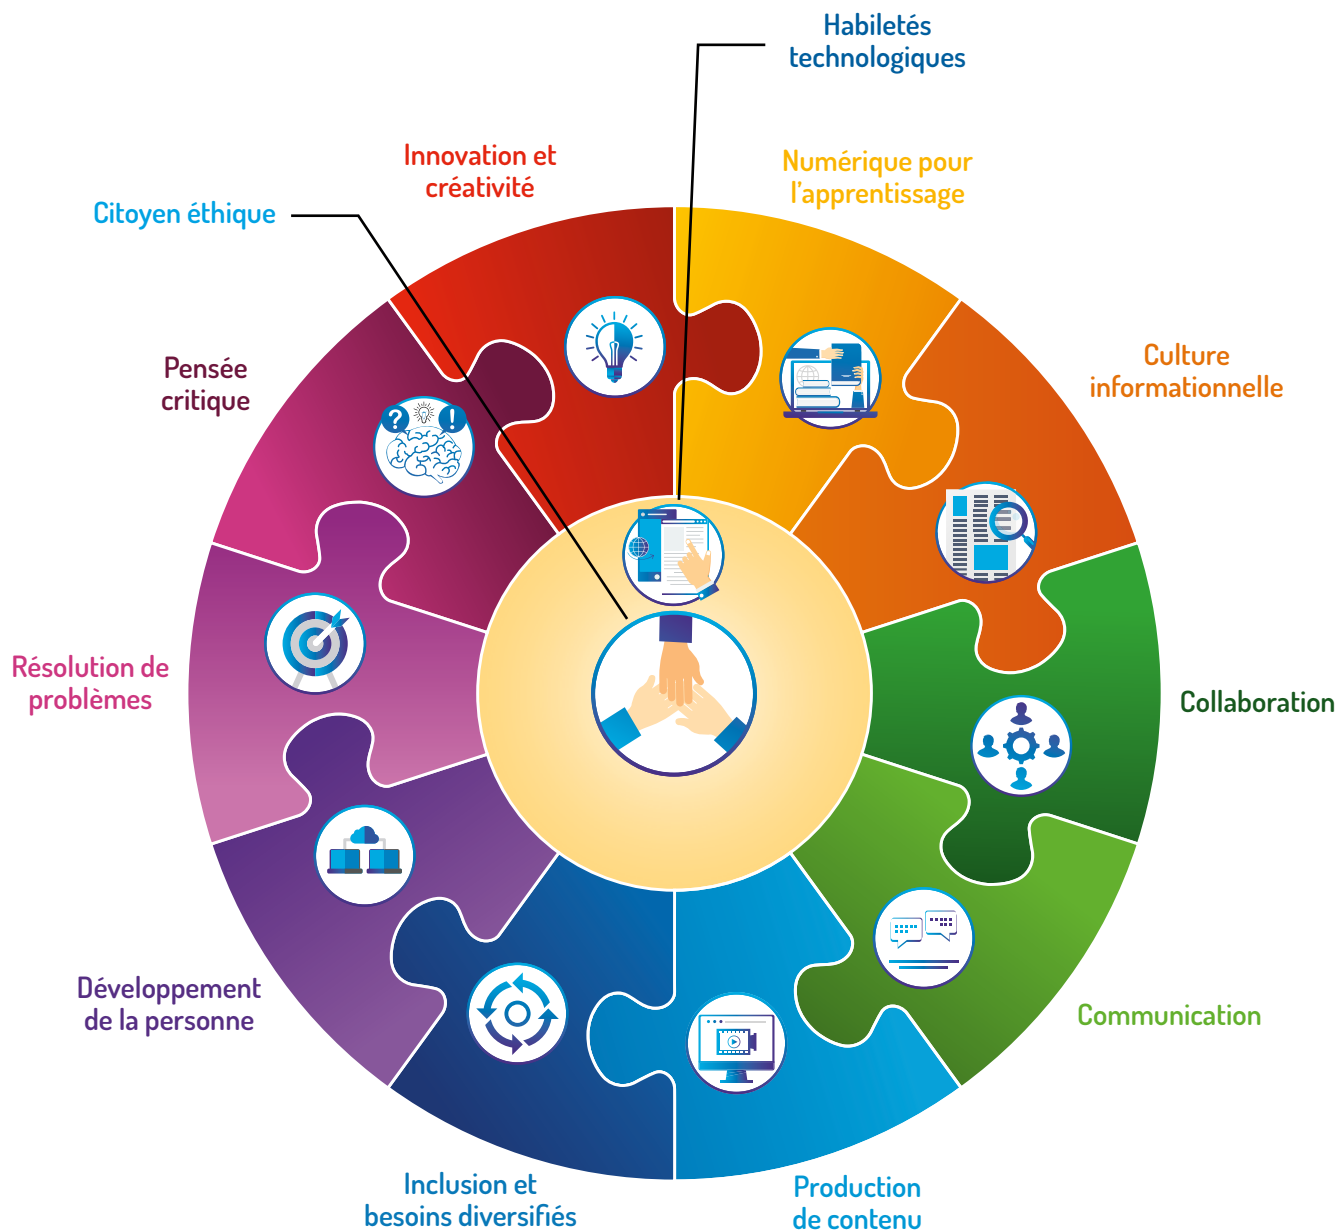 Habiletés
technologiques
Innovation et
créativité
Numérique pour
l'apprentissage
Citoyen éthique
Pensée
critique
Culture
informationnelle
?
!
Résolution de
problèmes
Collaboration
Développement
de la personne
Communication
Inclusion et
besoins diversifiés
Production
de contenu